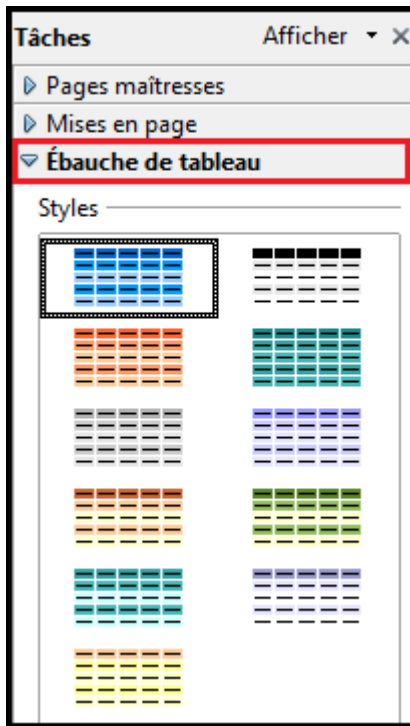 Tâches Afficher
Pages maîtresses
Mises en page
Ébauche de tableau
Styles